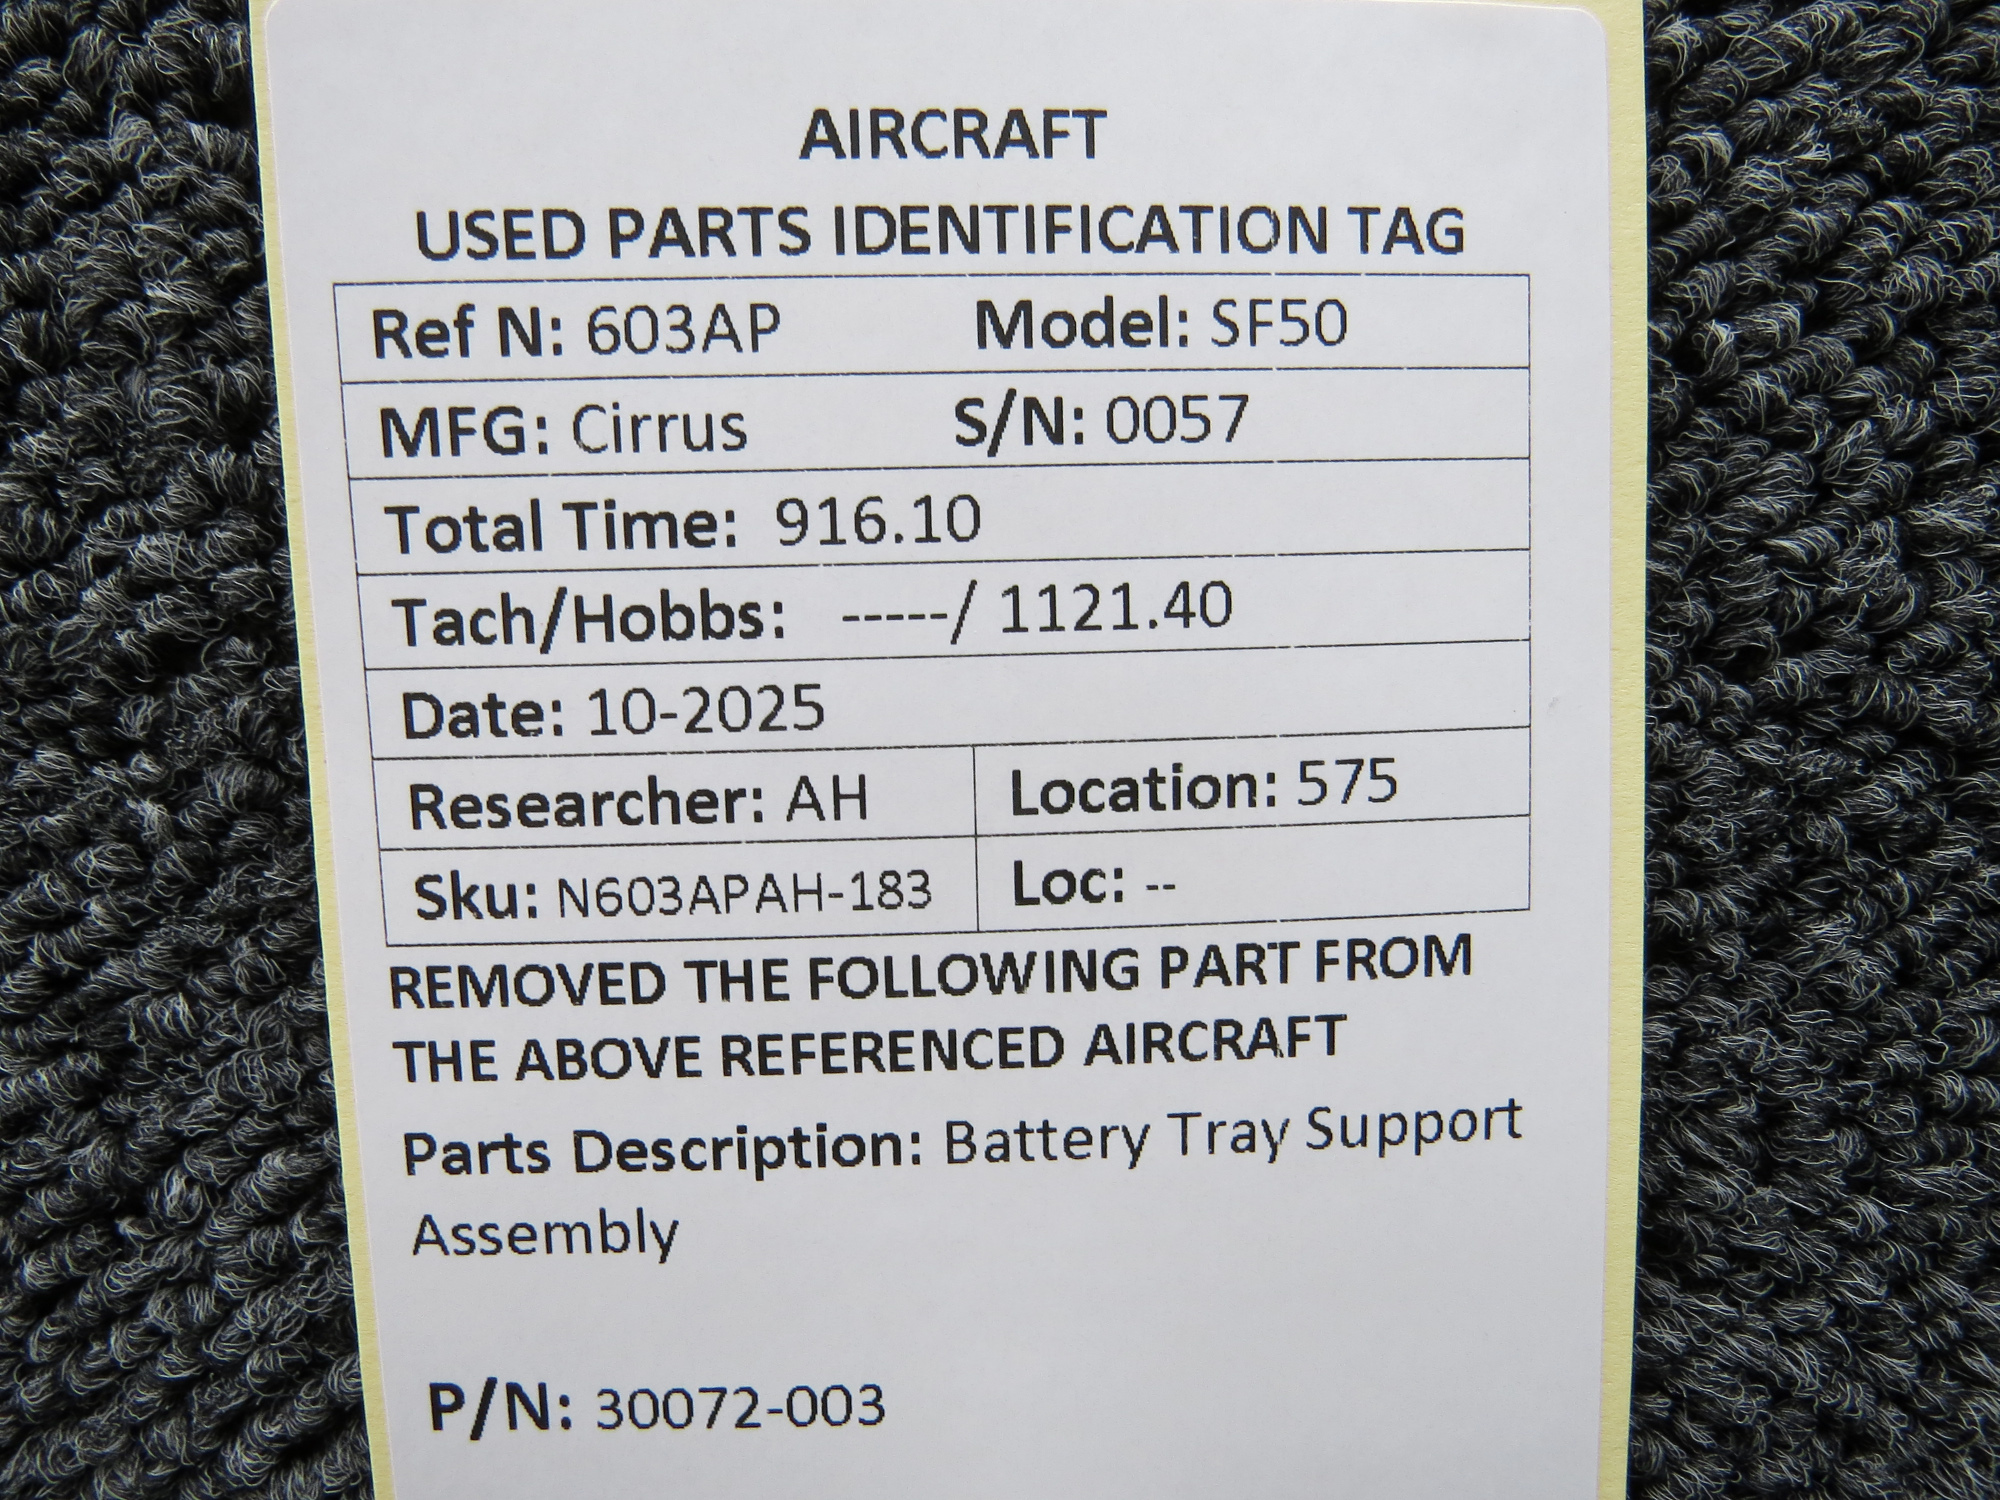 AIRCRAFT
USED PARTS IDENTIFICATION TAG
Ref N: 603AP Model: SF50
MFG: Cirrus S/N: 0057
Total Time: 916.10
Tach/Hobbs: -----/ 1121.40
Date: 10-2025
Researcher: AH Location: 575
Sku: N603APAH-183 Loc: --
REMOVED THE FOLLOWING PART FROM
THE ABOVE REFERENCED AIRCRAFT
Parts Description: Battery Tray Support
Assembly
P/N: 30072-003